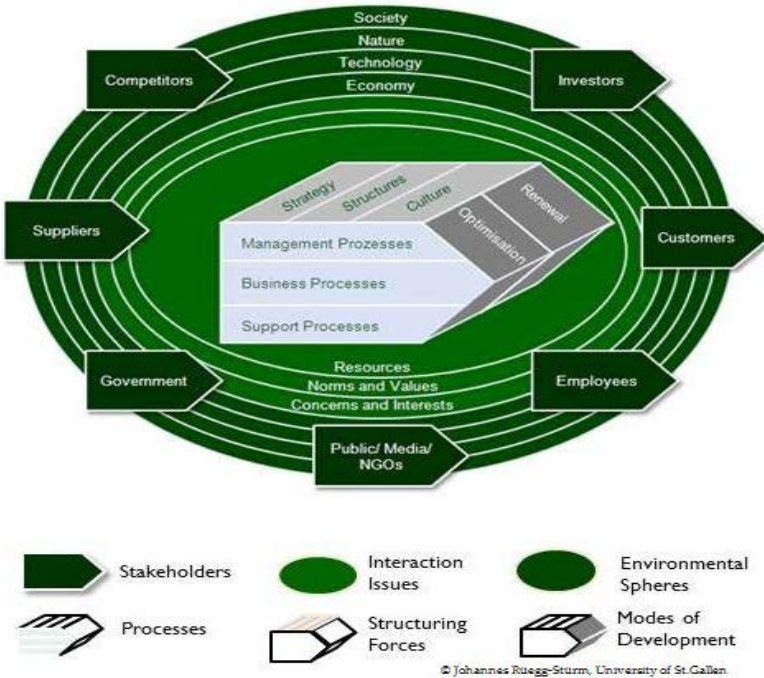 Society
Nature
Technology
Economy
Competitors
Investors
Strategy
Structures
Culture
Renewal
Optimisation
Suppliers
Customers
Management Prozesses
Business Processes
Support Processes
Resources
Norms and Values
Concerns and Interests
Government
Employees
Public/ Media/
NGOs
Stakeholders
Interaction
Issues
Environmental
Spheres
Processes
Structuring
Forces
Modes of
Development
© Johannes Rüegg-Stürm, University of St.Gallen